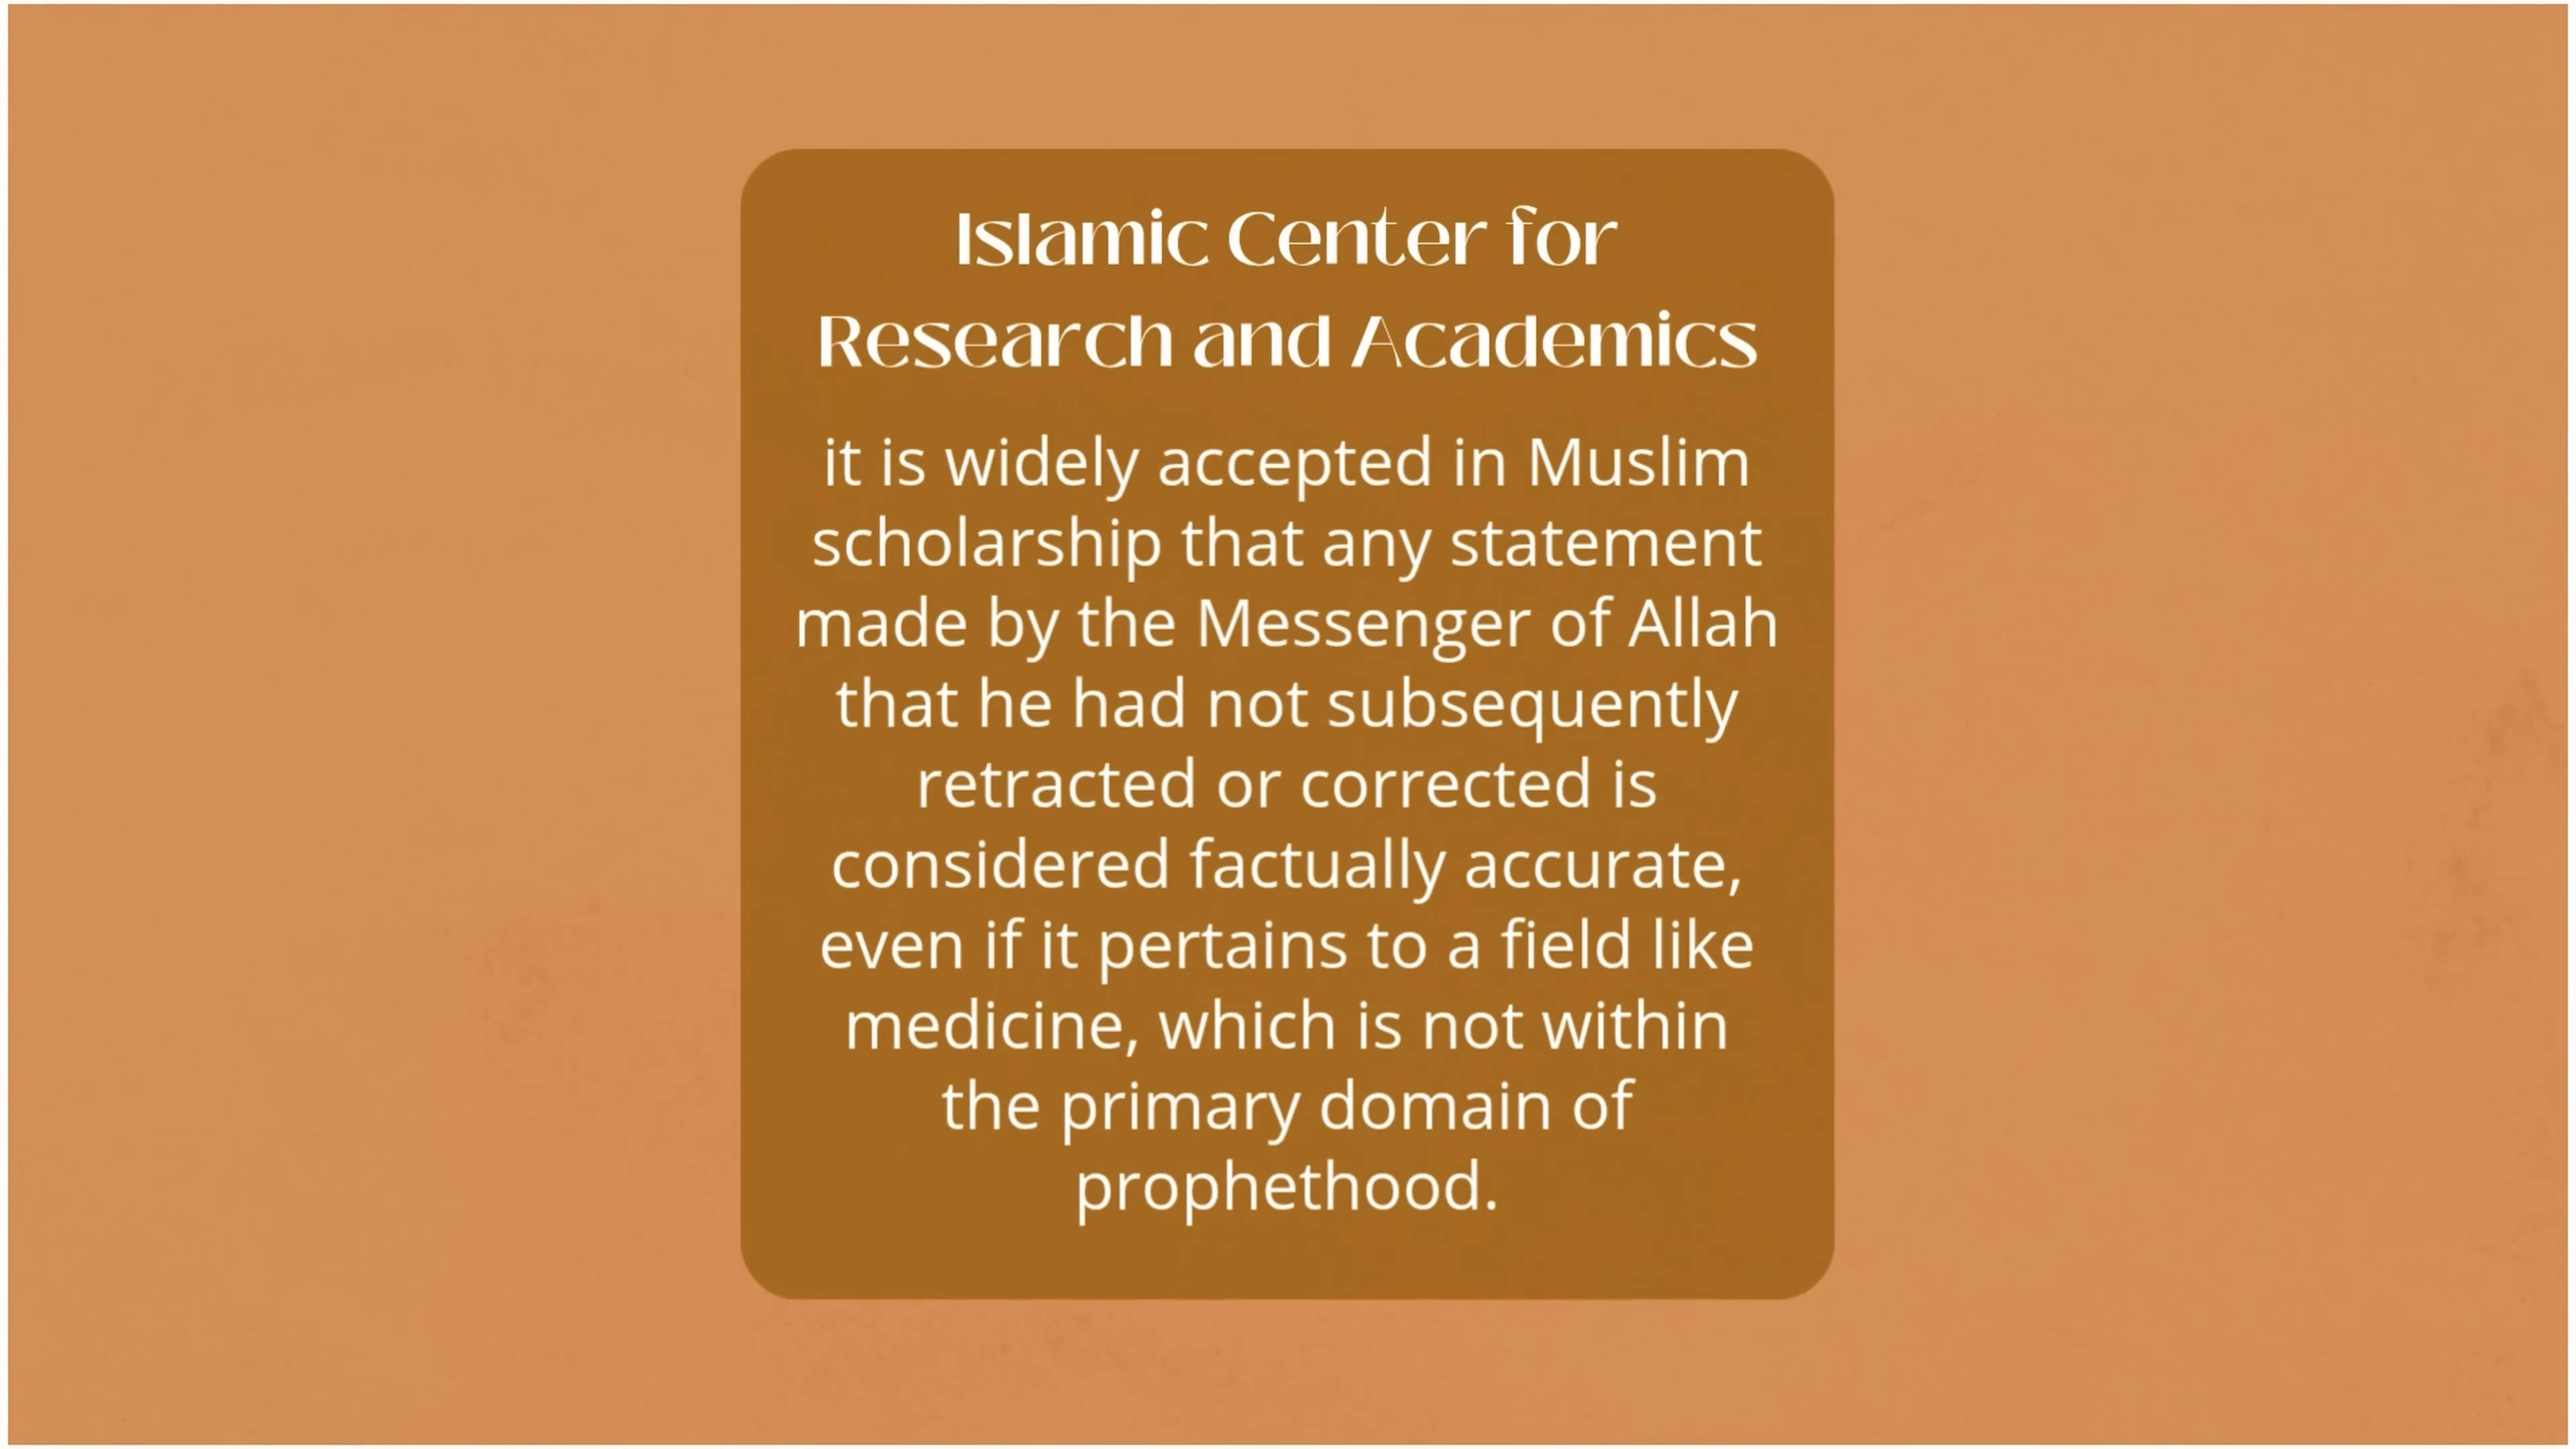 Islamic Center for
Research and Academics
it is widely accepted in Muslim
scholarship that any statement
made by the Messenger of Allah
that he had not subsequently
retracted or corrected is
considered factually accurate,
even if it pertains to a field like
medicine, which is not within
the primary domain of
prophethood.